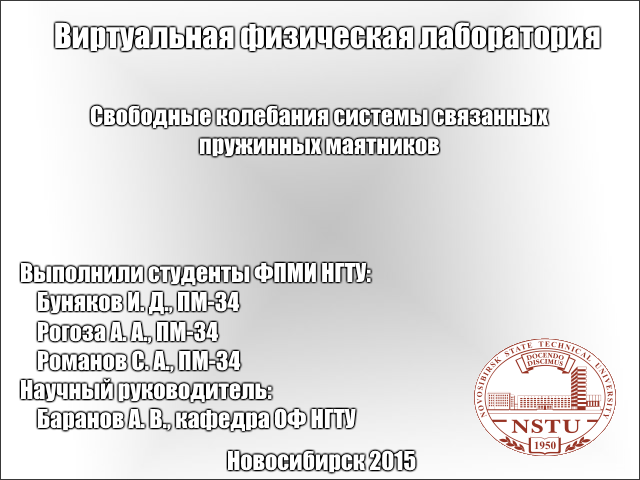 Виртуальная физическая лаборатория
Свободные колебания системы связанных
пружинных маятников
Выполнили студенты ФПМИ НГТУ:
Буняков И. Д., ПМ-34
Рогоза А. А., ПМ-34
Романов С. А., ПМ-34
Научный руководитель:
Баранов А. В., кафедра ОФ НГТУ
NOVOSIBIRSK STATE TECHNICAL UNIVERSITY
DOCENDO
DISCIMUS
NSTU
1950
Новосибирск 2015